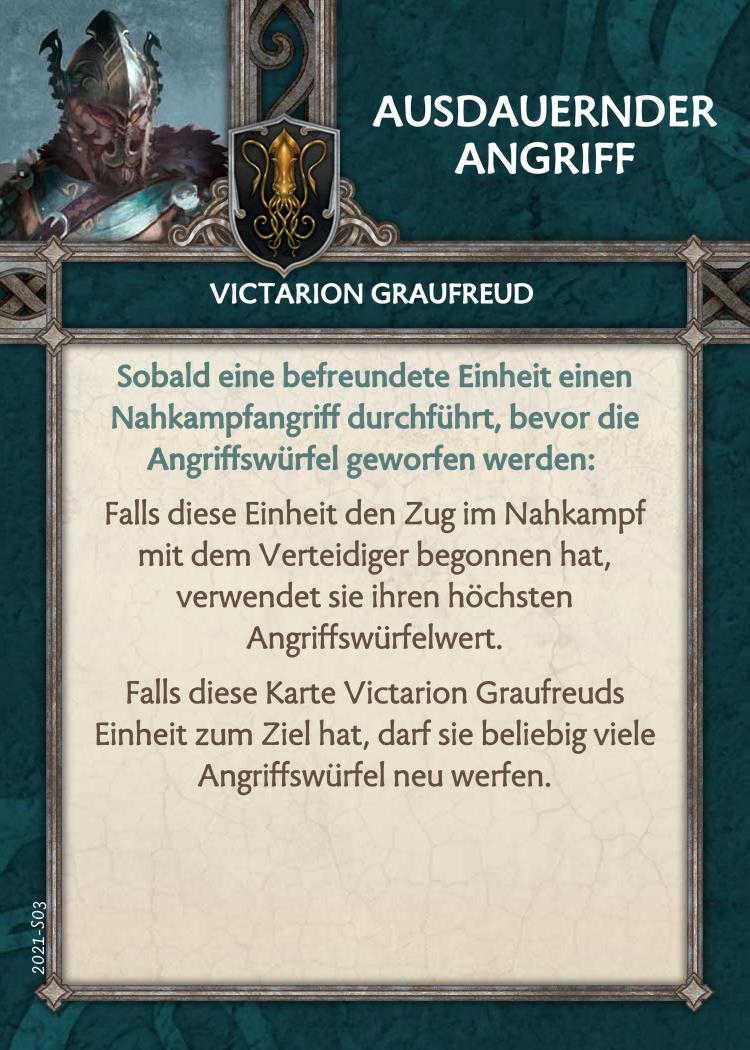 AUSDAUERNDER
ANGRIFF
VICTARION GRAUFREUD
Sobald eine befreundete Einheit einen
Nahkampfangriff durchführt, bevor die
Angriffswürfel geworfen werden:
Falls diese Einheit den Zug im Nahkampf
mit dem Verteidiger begonnen hat,
verwendet sie ihren höchsten
Angriffswürfelwert.
Falls diese Karte Victarion Graufreuds
Einheit zum Ziel hat, darf sie beliebig viele
Angriffswürfel neu werfen.
2021-S03